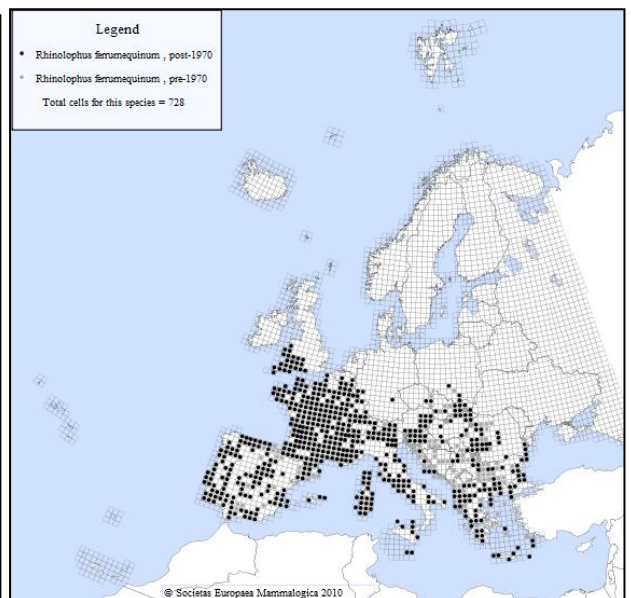 Legend
Rhinolophus ferrumequinum , post-1970
Rhinolophus ferrumequinum , pre-1970
Total cells for this species = 728
© Societas Europaea Mammalogica 2010